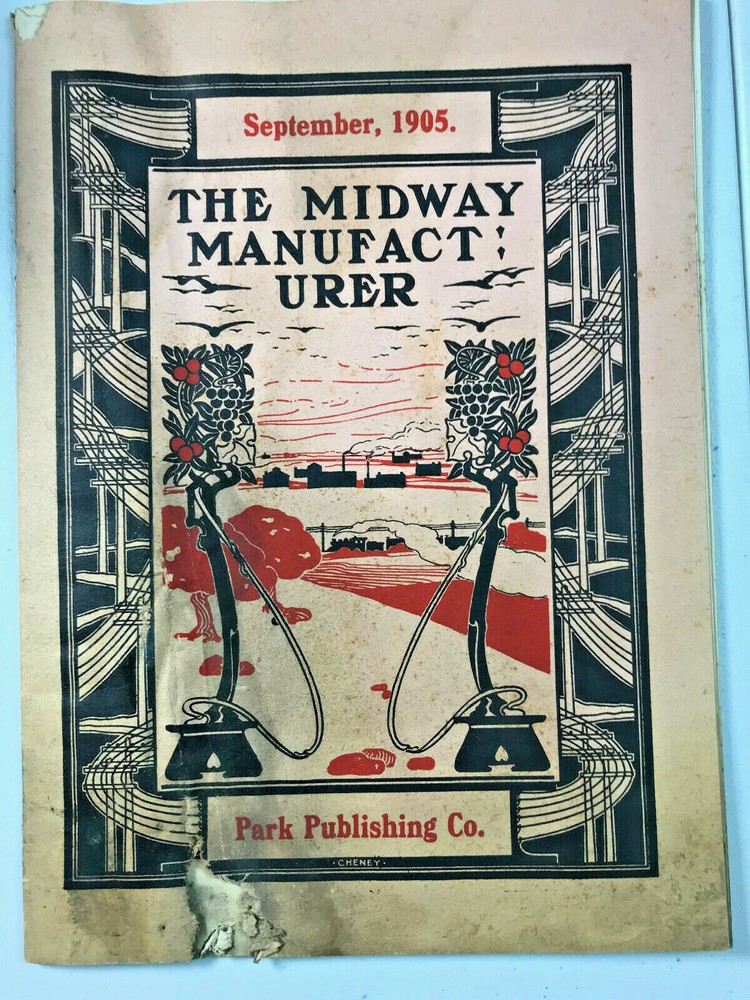 September, 1905.
THE MIDWAY
MANUFACT:
URER
Park Publishing Co.
·CHENEY·